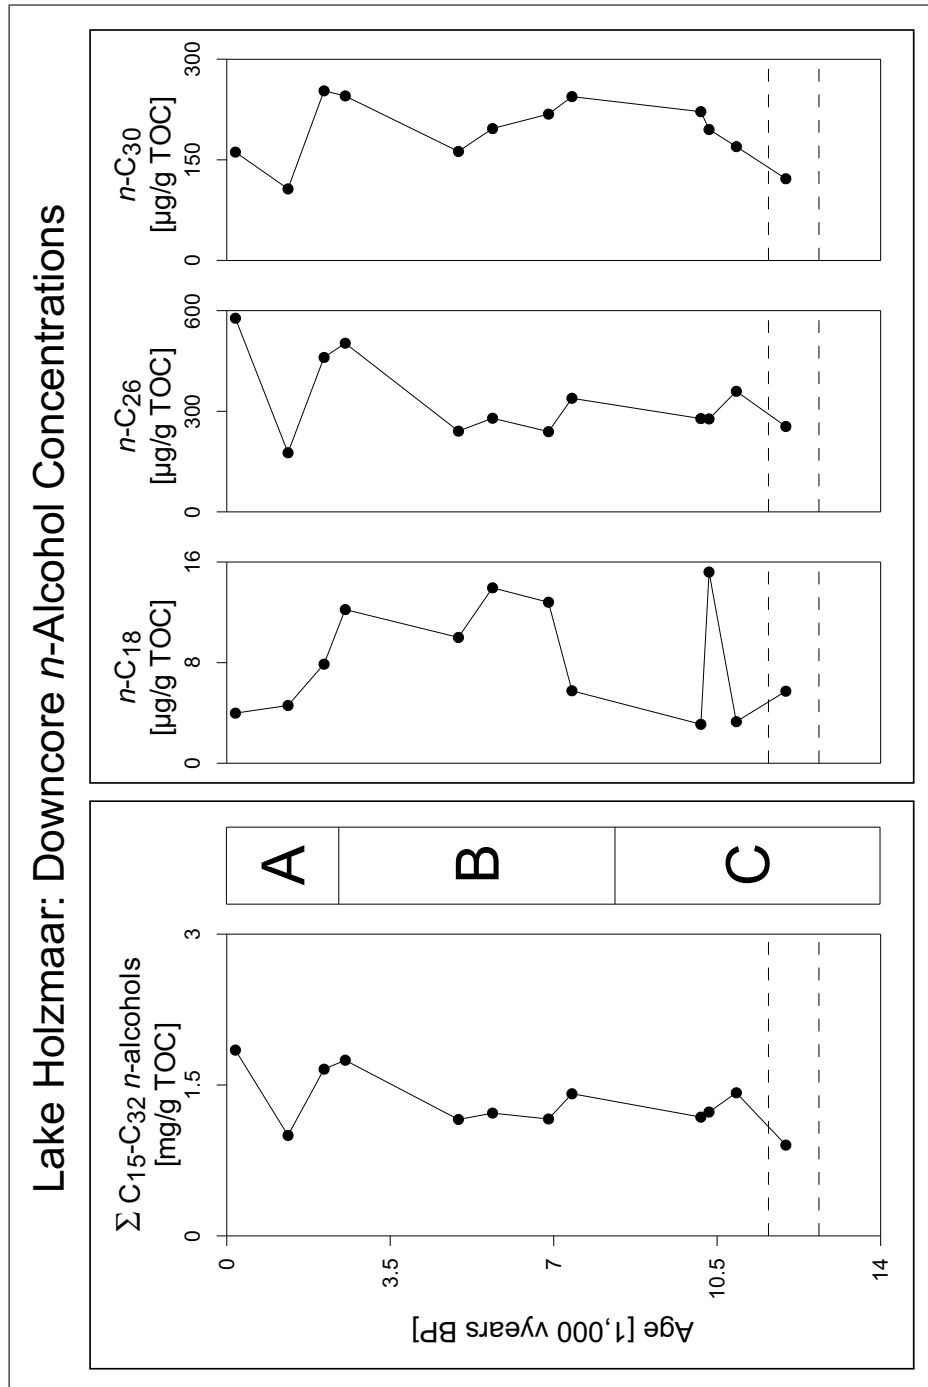 Lake Holzmaar: Downcore n-Alcohol Concentrations
Σ C15-C32 n-alcohols
[mg/g TOC]
0
1.5
3
Age [1,000 vyears BP]
0
3.5
7
10.5
14
A
B
C
n-C18
[µg/g TOC]
0
8
16
n-C26
[µg/g TOC]
0
300
600
n-C30
[µg/g TOC]
0
150
300